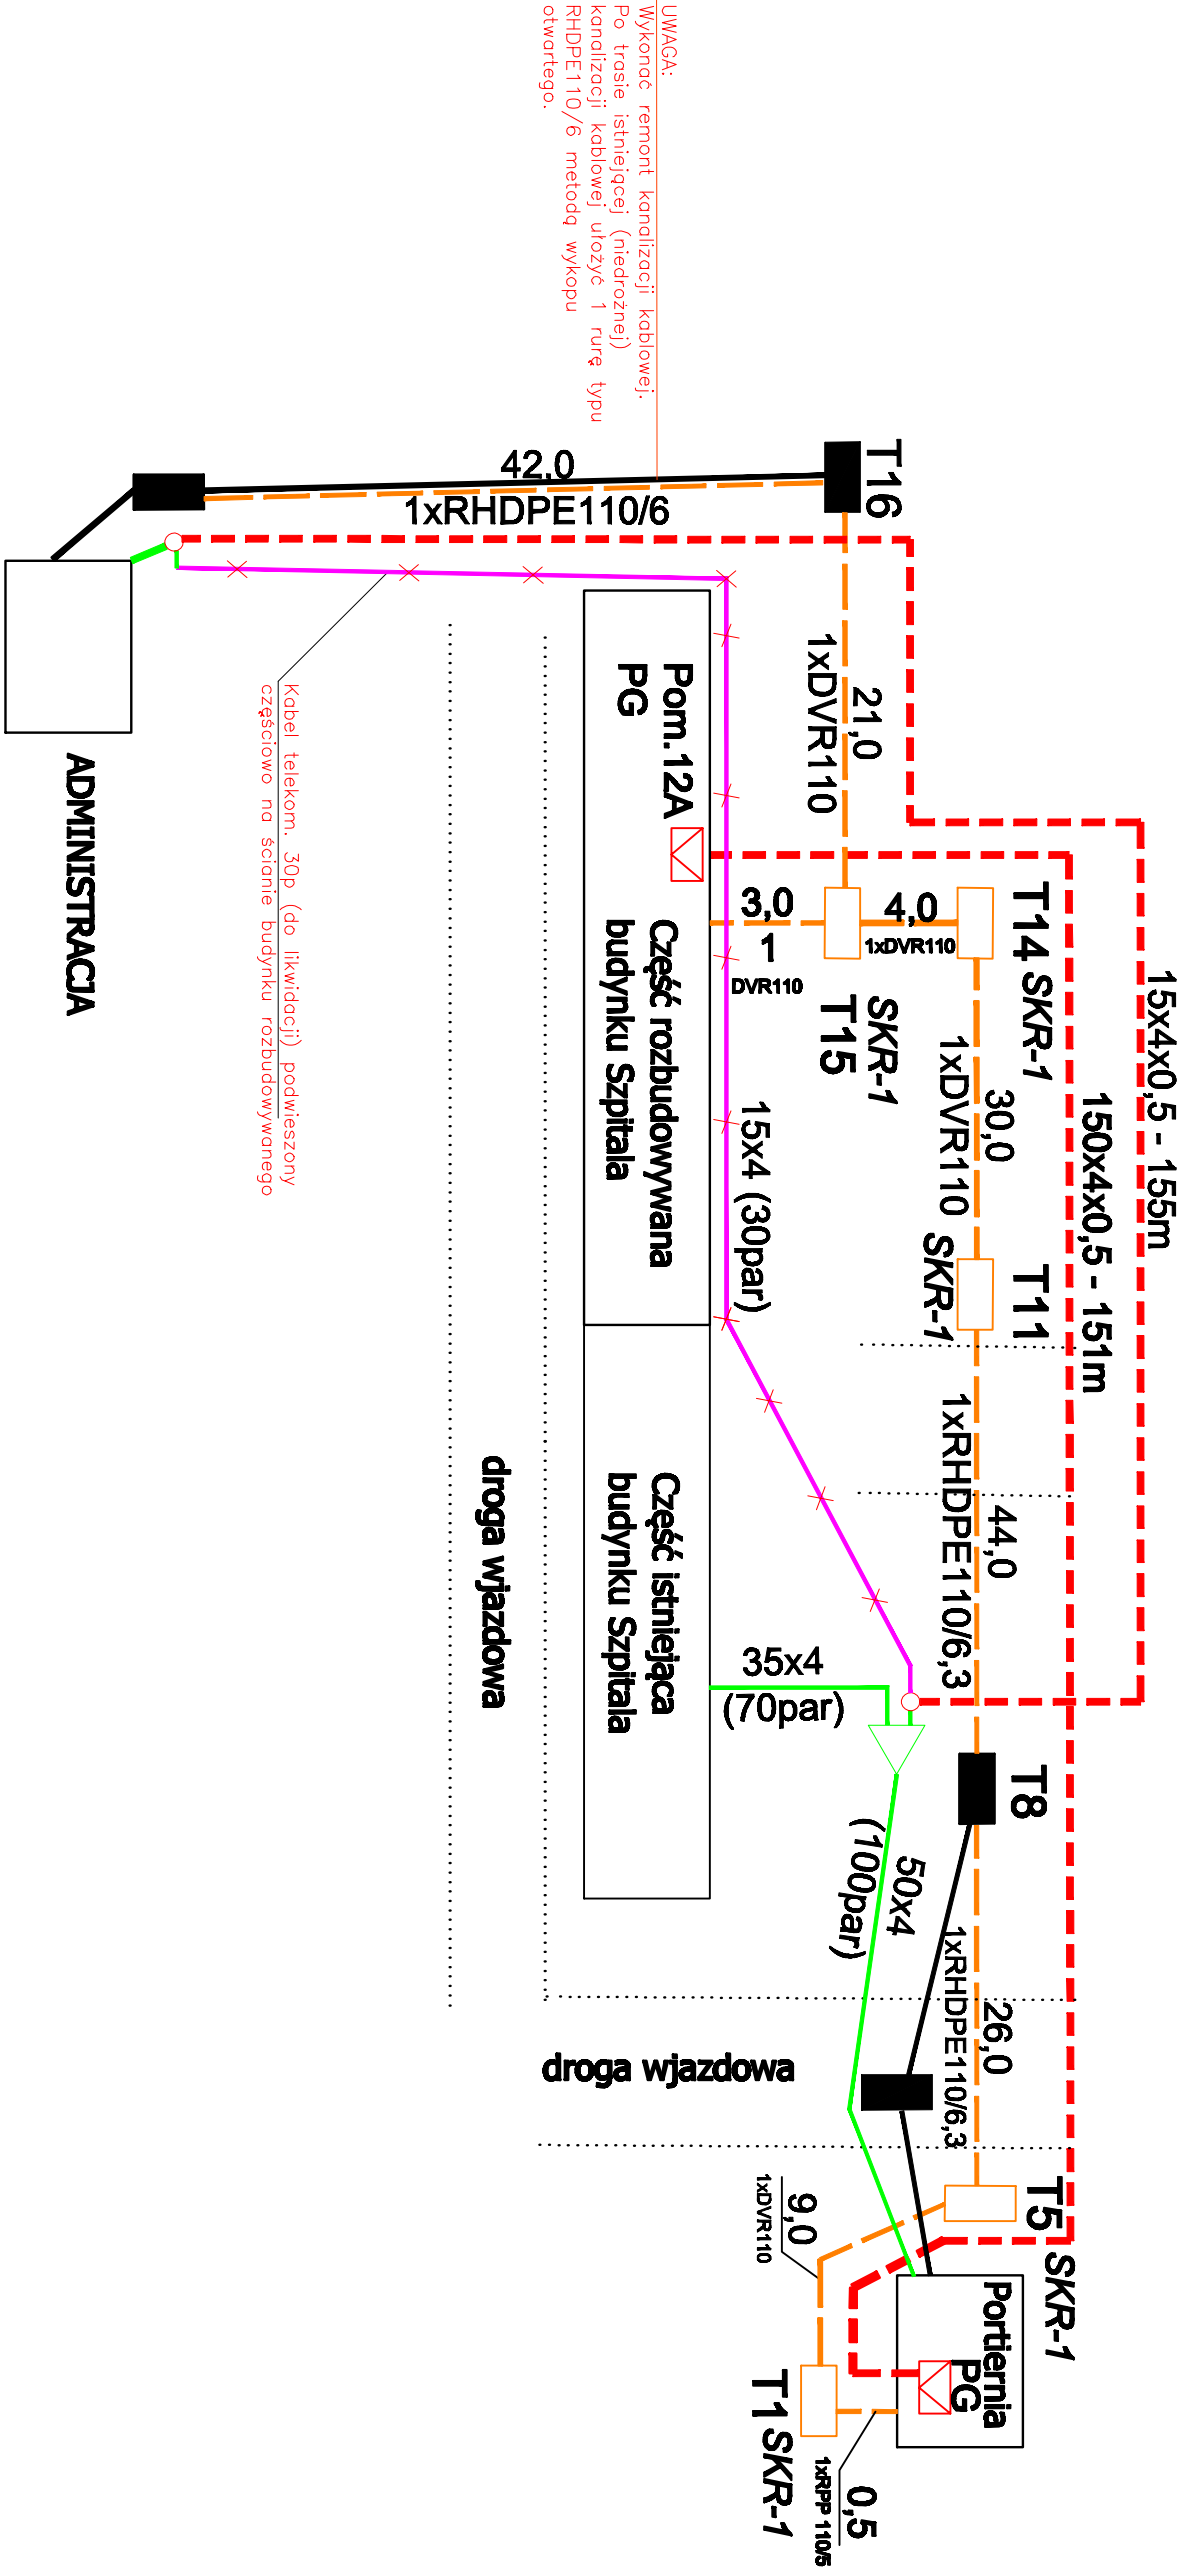 UWAGA:
Wykonać remont kanalizacji kablowej.
Po trasie istniejącej (niedrożnej)
kanalizacji kablowej ułożyć 1 rurę typu
RHDPE110/6 metodą wykopu
otwartego.
T16
42,0
1xRHDPE110/6
21,0
1xDVR110
Pom.12A
PG
3,0
1
DVR110
4,0
1xDVR110
T14 SKR-1
SKR-1
T15
15x4x0,5 - 155m
150x4x0,5 - 151m
30,0
1xDVR110
T11
SKR-1
Część rozbudowywana
budynku Szpitala
15x4 (30par)
Kabel telekom. 30p (do likwidacji) podwieszony
częściowo na ścianie budynku rozbudowywanego
ADMINISTRACJA
44,0
1xRHDPE110/6,3
Część istniejąca
budynku Szpitala
droga wjazdowa
35x4
(70par)
T8
50x4
(100par)
26,0
1xRHDPE110/6,3
droga wjazdowa
T5 SKR-1
9,0
1xDVR110
Portiernia
PG
T1 SKR-1
0,5
1xRPP 110/5